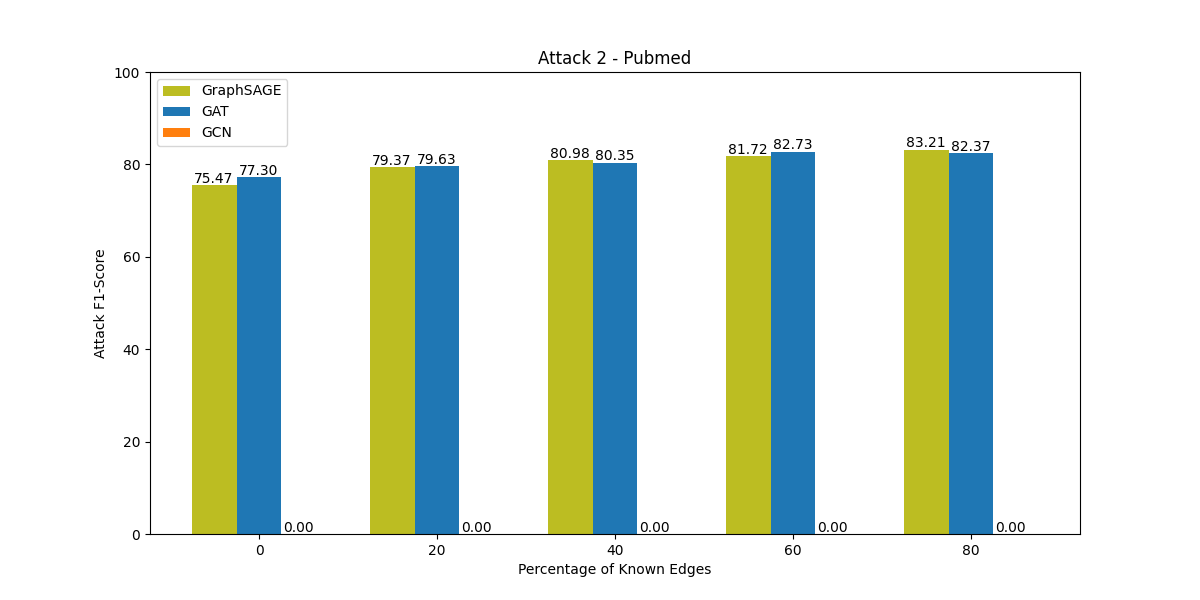 Attack 2 - Pubmed
GraphSAGE
GAT
GCN
Attack F1-Score
100
80
60
40
20
0
75.47 77.30 0.00
79.37 79.63 0.00
80.98 80.35 0.00
81.72 82.73 0.00
83.21 82.37 0.00
0 20 40 60 80
Percentage of Known Edges